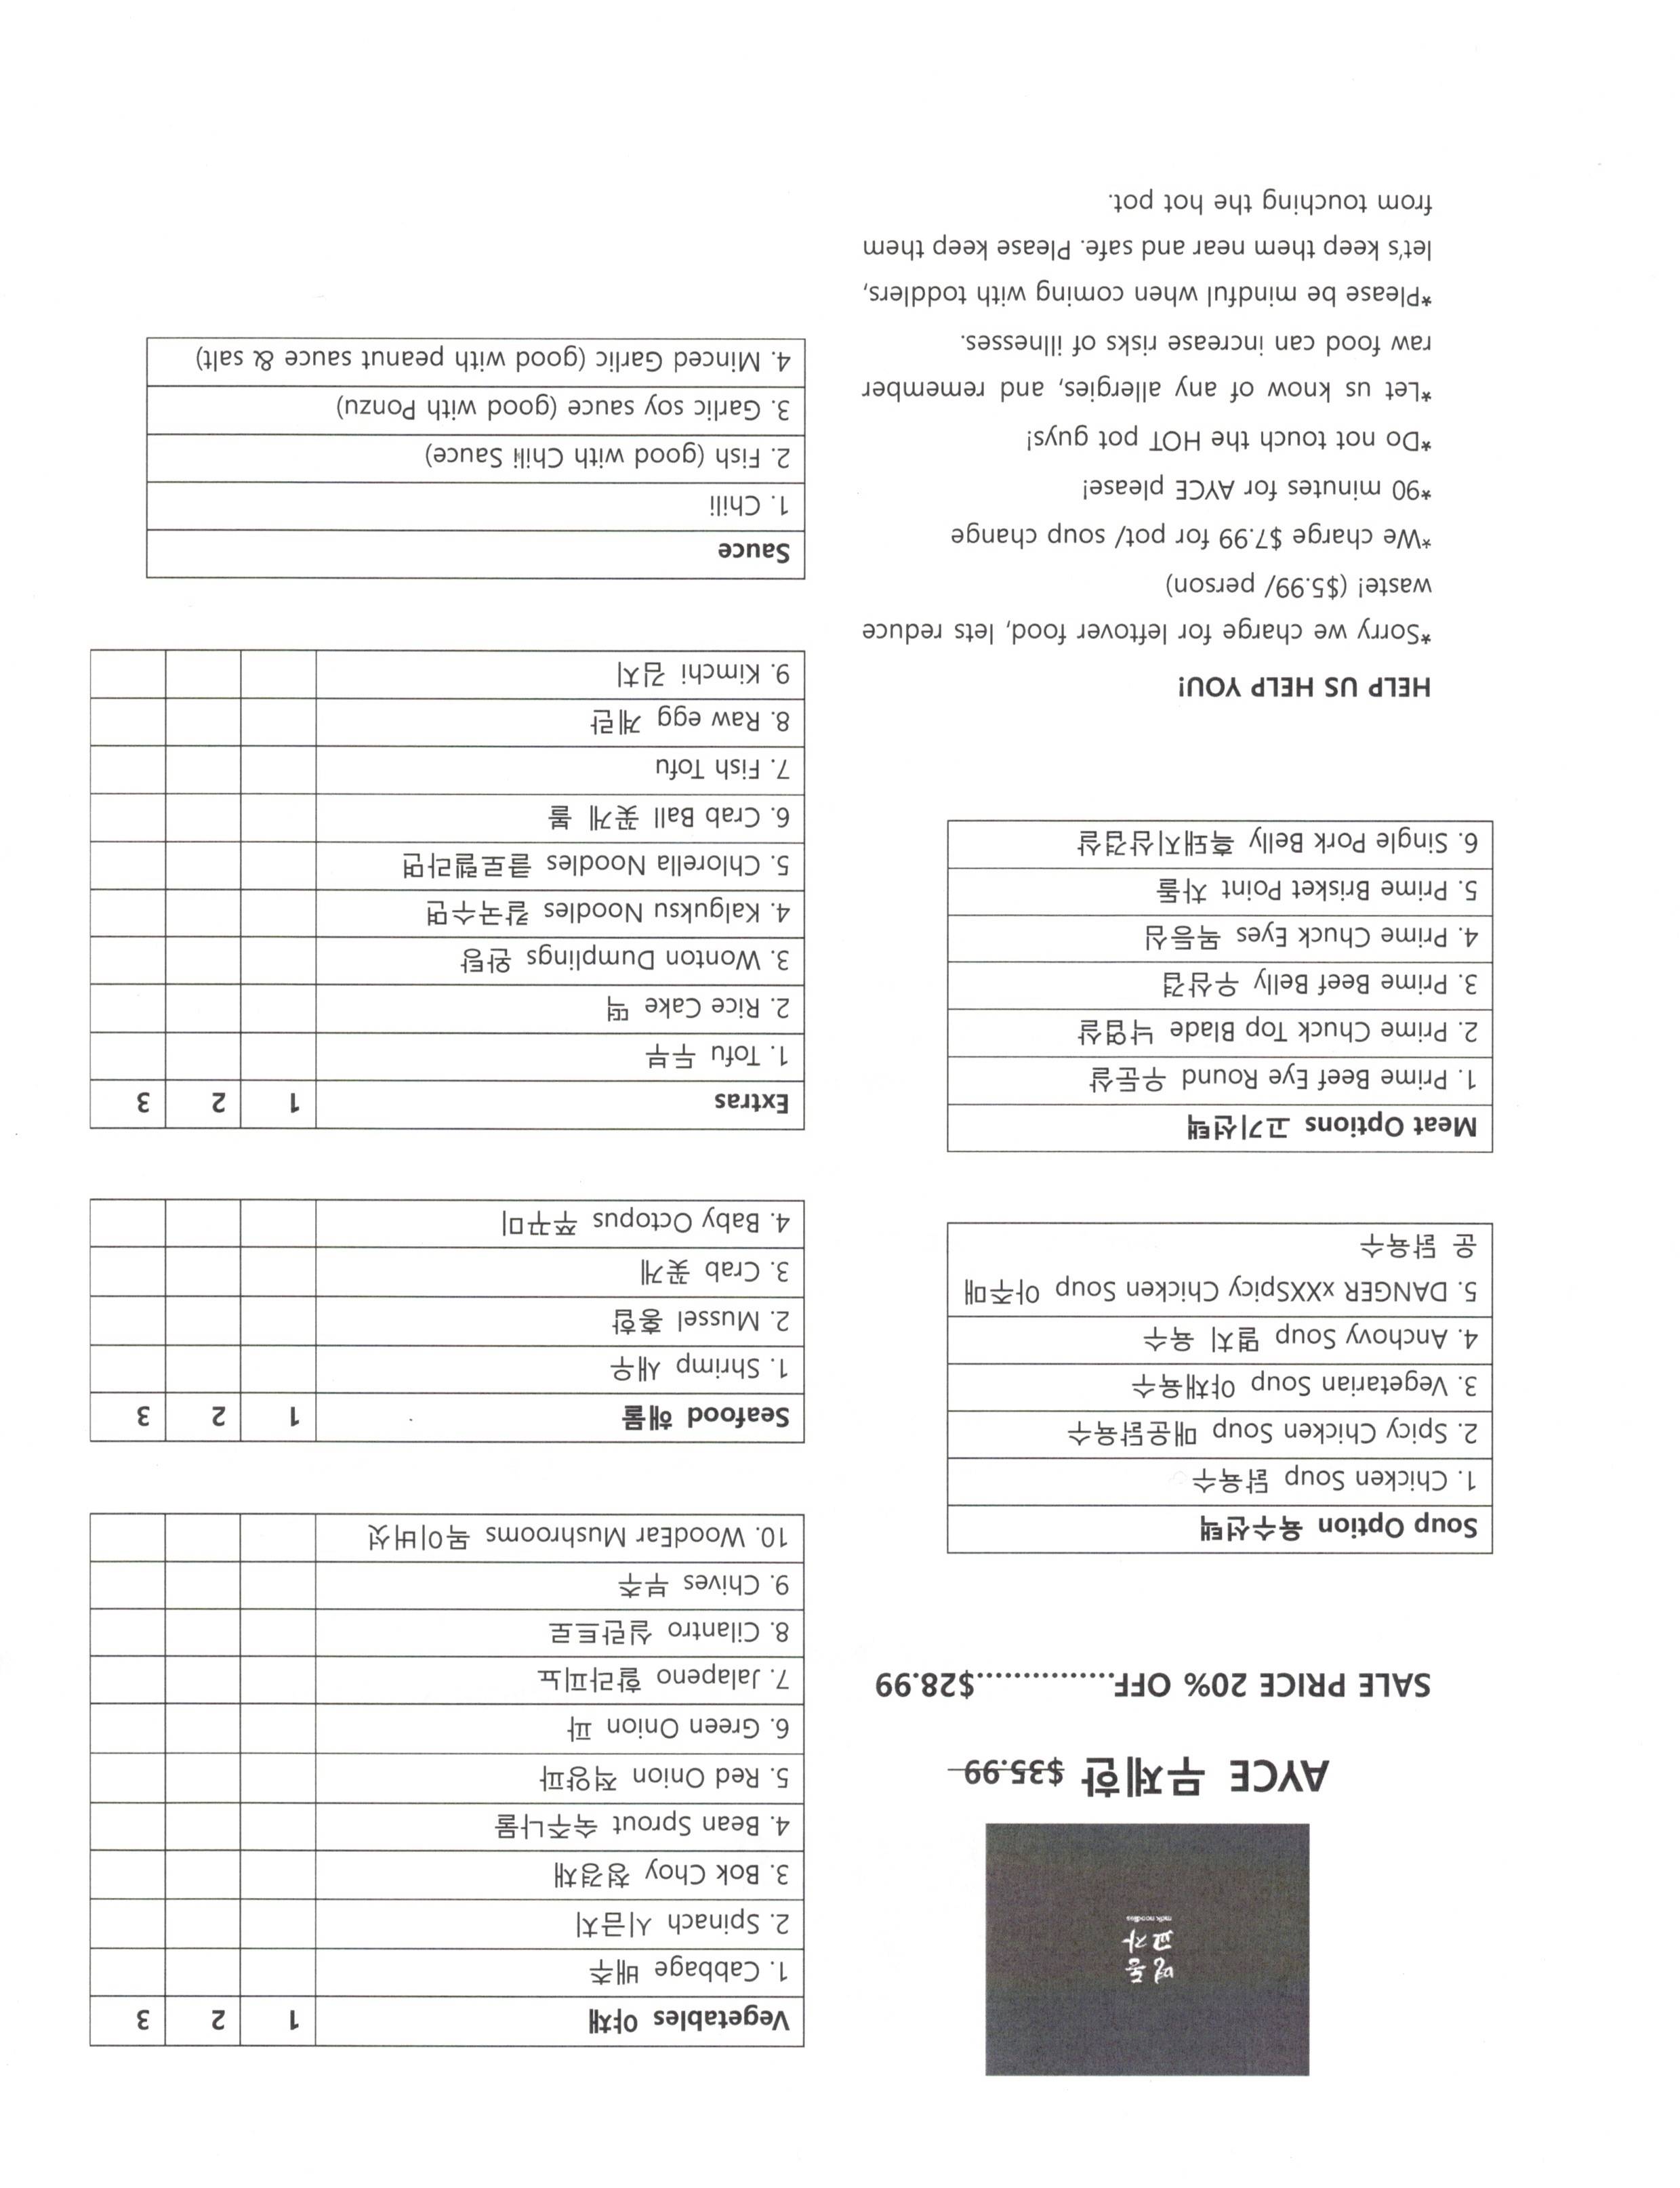 명동
교자
mdk noodles
AYCE 무제한 $35.99
SALE PRICE 20% OFF...............$28.99
Soup Option 육수선택
1. Chicken Soup 닭육수
2. Spicy Chicken Soup 매운닭육수
3. Vegetarian Soup 야채육수
4. Anchovy Soup 멸치 육수
5. DANGER xXXSpicy Chicken Soup 아주매
운 닭육수
Meat Options 고기선택
1. Prime Beef Eye Round 우둔살
2. Prime Chuck Top Blade 낙엽살
3. Prime Beef Belly 우삼겹
4. Prime Chuck Eyes 목등심
5. Prime Brisket Point 차돌
6. Single Pork Belly 흑돼지삼겹살
HELP US HELP YOU!
*Sorry we charge for leftover food, lets reduce
waste! ($5.99/ person)
*We charge $7.99 for pot/ soup change
*90 minutes for AYCE please!
*Do not touch the HOT pot guys!
*Let us know of any allergies, and remember
raw food can increase risks of illnesses.
*Please be mindful when coming with toddlers,
let's keep them near and safe. Please keep them
from touching the hot pot.
Vegetables 야채 1 2 3
1. Cabbage 배추
2. Spinach 시금치
3. Bok Choy 청경채
4. Bean Sprout 숙주나물
5. Red Onion 적양파
6. Green Onion 파
7. Jalapeno 할라피뇨
8. Cilantro 실란트로
9. Chives 부추
10. WoodEar Mushrooms 목이버섯
Seafood 해물 1 2 3
1. Shrimp 새우
2. Mussel 홍합
3. Crab 꽃게
4. Baby Octopus 쭈꾸미
Extras 1 2 3
1. Tofu 두부
2. Rice Cake 떡
3. Wonton Dumplings 완탕
4. Kalguksu Noodles 칼국수면
5. Chlorella Noodles 클로렐라면
6. Crab Ball 꽃게 볼
7. Fish Tofu
8. Raw egg 계란
9. Kimchi 김치
Sauce
1. Chili
2. Fish (good with Chili Sauce)
3. Garlic soy sauce (good with Ponzu)
4. Minced Garlic (good with peanut sauce & salt)